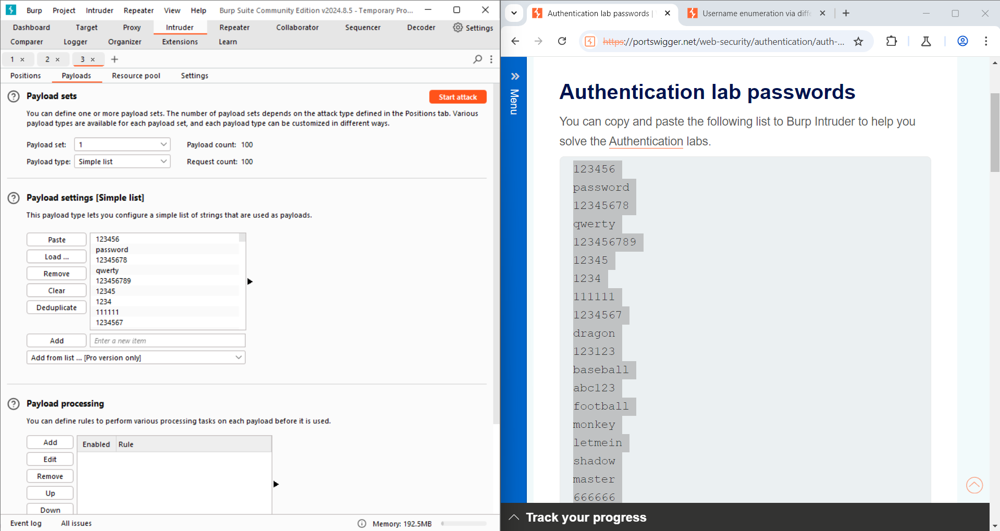 Burp Project Intruder Repeater View Help Burp Suite Community Edition v2024.8.5 - Temporary Pro...
Dashboard Target Proxy Intruder Repeater Collaborator Sequencer Decoder Settings
Comparer Logger Organizer Extensions Learn
1 × 2 × 3 × +
Positions Payloads Resource pool Settings
Payload sets
Start attack
You can define one or more payload sets. The number of payload sets depends on the attack type defined in the Positions tab. Various
payload types are available for each payload set, and each payload type can be customized in different ways.
Payload set: 1 Payload count: 100
Payload type: Simple list Request count: 100
Payload settings [Simple list]
This payload type lets you configure a simple list of strings that are used as payloads.
Paste
Load ...
Remove
Clear
Deduplicate
123456
password
12345678
qwerty
123456789
12345
1234
111111
1234567
Add Enter a new item
Add from list ... [Pro version only]
Payload processing
You can define rules to perform various processing tasks on each payload before it is used.
Add
Edit
Remove
Up
Down
Enabled Rule
Event log All issues Memory: 192.5MB
Authentication lab passwords | Username enumeration via diffe
https://portswigger.net/web-security/authentication/auth-...
Menu
Authentication lab passwords
You can copy and paste the following list to Burp Intruder to help you
solve the Authentication labs.
123456
password
12345678
qwerty
123456789
12345
1234
111111
1234567
dragon
123123
baseball
abc123
football
monkey
letmein
shadow
master
666666
Track your progress